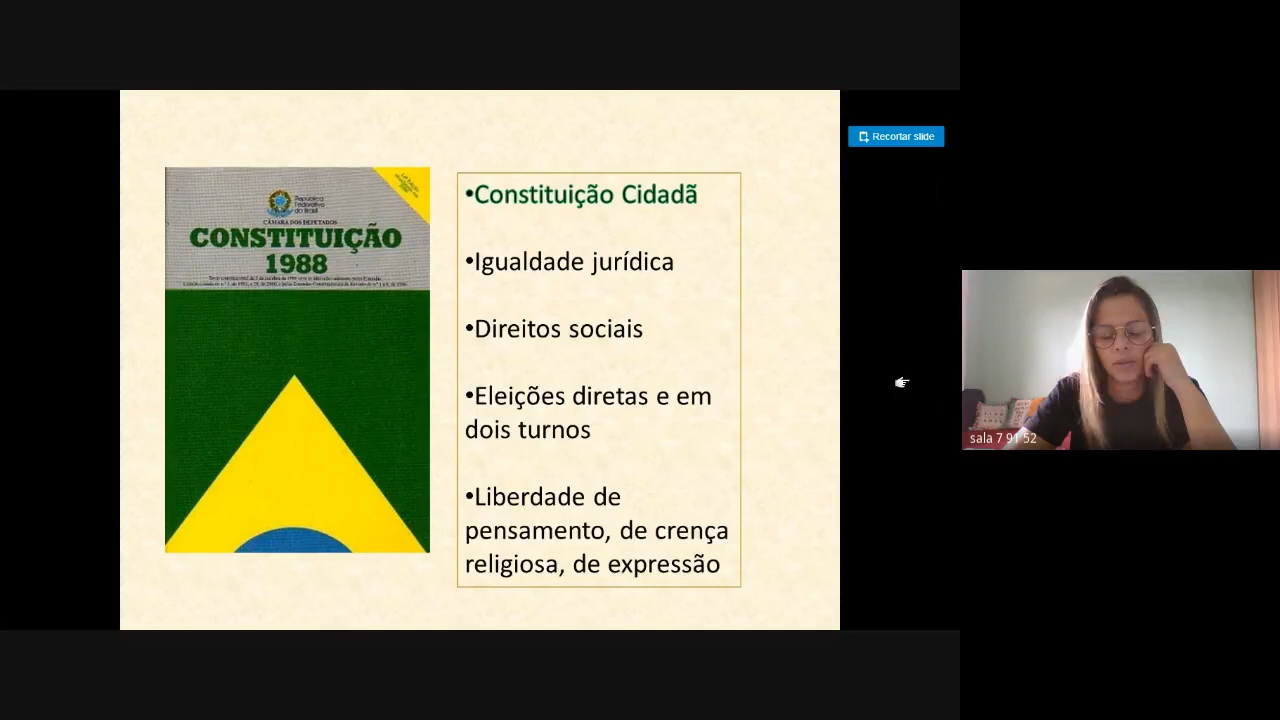 Recortar slide
República
Federativa
do Brasil
CÂMARA DOS DEPUTADOS
CONSTITUIÇÃO
1988
•Constituição Cidadã
•Igualdade jurídica
•Direitos sociais
•Eleições diretas e em
dois turnos
•Liberdade de
pensamento, de crença
religiosa, de expressão
sala 7 91 52